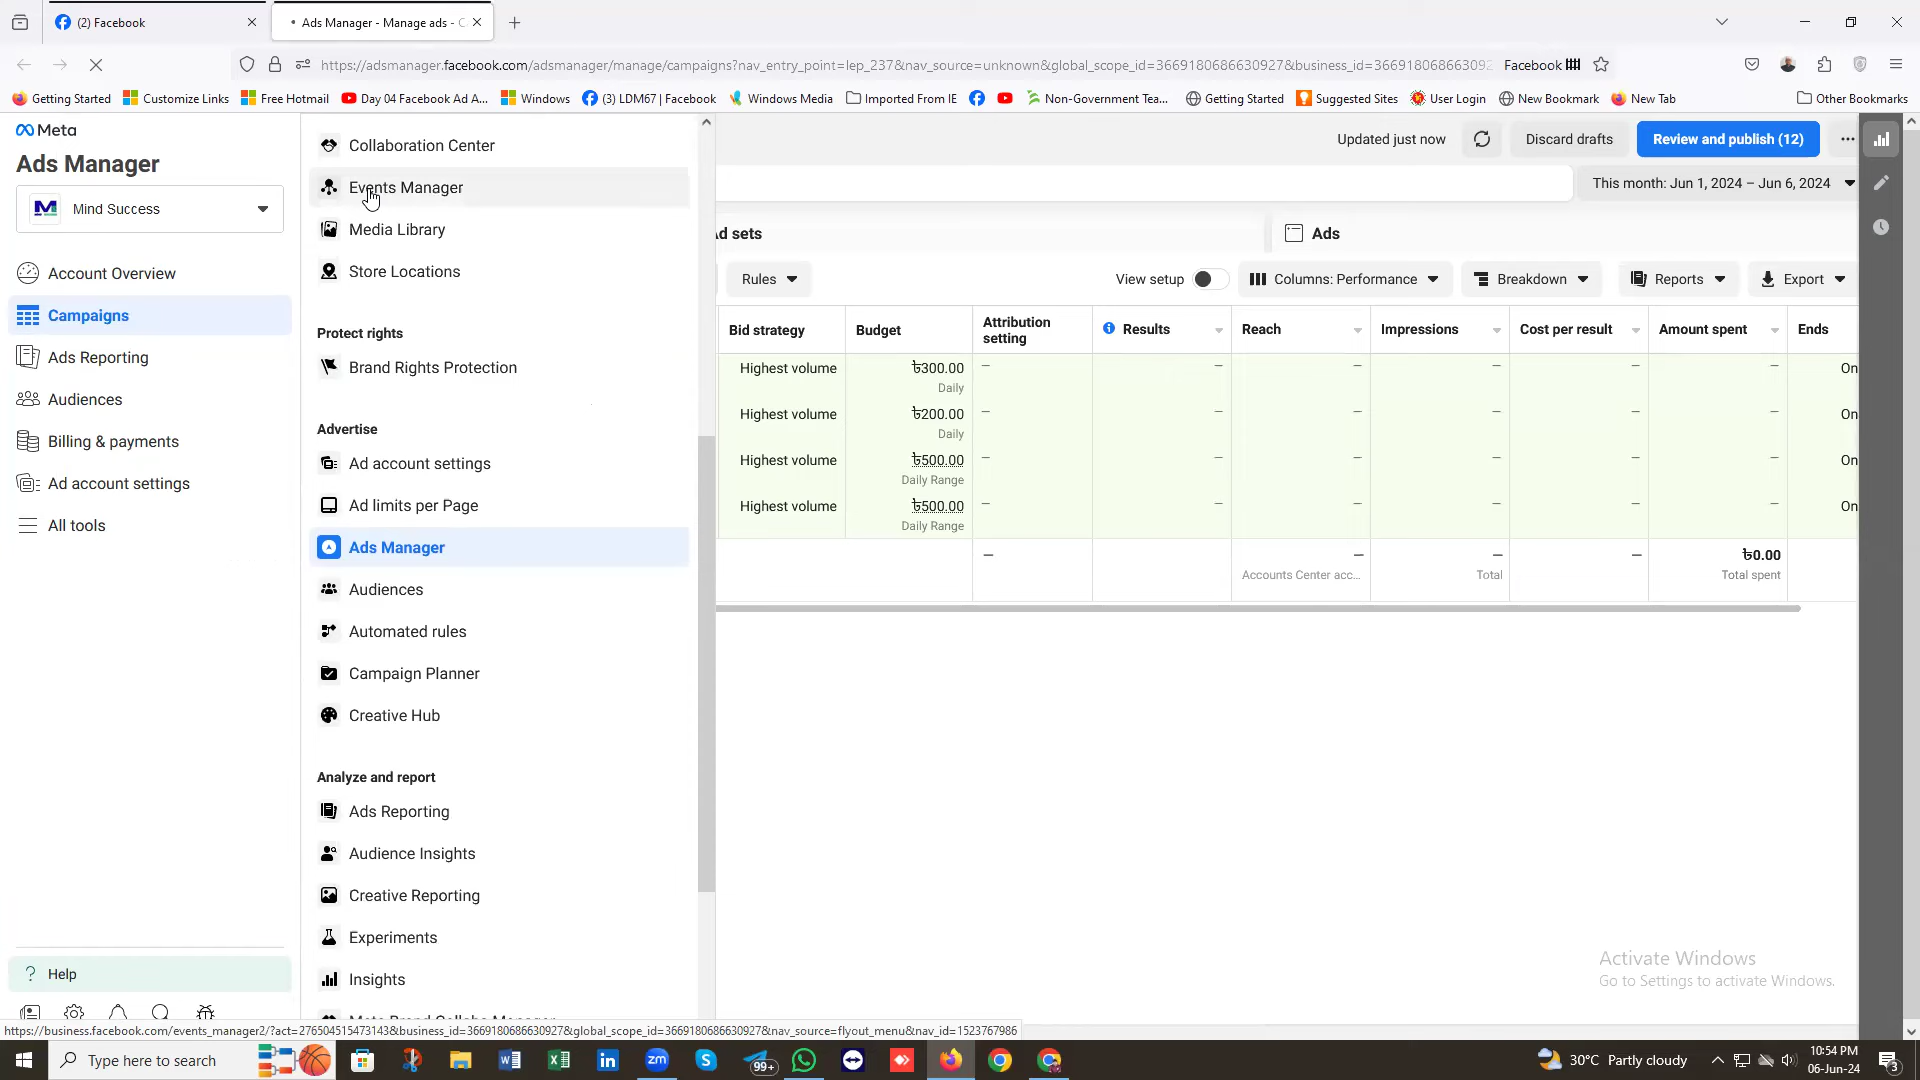 (2) Facebook
Ads Manager - Manage ads - C
https://adsmanager.facebook.com/adsmanager/manage/campaigns?nav_entry_point=lep_237&nav_source=unknown&global_scope_id=3669180686630927&business_id=366918068663092
Facebook
Getting Started
Customize Links
Free Hotmail
Day 04 Facebook Ad A...
Windows
(3) LDM67 | Facebook
Windows Media
Imported From IE
Non-Government Tea...
Getting Started
Suggested Sites
User Login
New Bookmark
New Tab
Other Bookmarks
Meta
Ads Manager
Mind Success
Account Overview
Campaigns
Ads Reporting
Audiences
Billing & payments
Ad account settings
All tools
Help
Collaboration Center
Events Manager
Media Library
Store Locations
Protect rights
Brand Rights Protection
Advertise
Ad account settings
Ad limits per Page
Ads Manager
Audiences
Automated rules
Campaign Planner
Creative Hub
Analyze and report
Ads Reporting
Audience Insights
Creative Reporting
Experiments
Insights
Updated just now
Discard drafts
Review and publish (12)
This month: Jun 1, 2024 – Jun 6, 2024
d sets
Ads
Rules
View setup
Columns: Performance
Breakdown
Reports
Export
Bid strategy Budget Attribution setting Results Reach Impressions Cost per result Amount spent Ends
Highest volume ৳300.00 – – – – – – On
Daily
Highest volume ৳200.00 – – – – – – On
Daily
Highest volume ৳500.00 – – – – – – On
Daily Range
Highest volume ৳500.00 – – – – – – On
Daily Range
– – – – ৳0.00
Accounts Center acc... Total Total spent
Activate Windows
Go to Settings to activate Windows.
https://business.facebook.com/events_manager2/?act=276504515473143&business_id=3669180686630927&global_scope_id=3669180686630927&nav_source=flyout_menu&nav_id=1523767986
Type here to search
99+
30°C Partly cloudy
10:54 PM
06-Jun-24
3